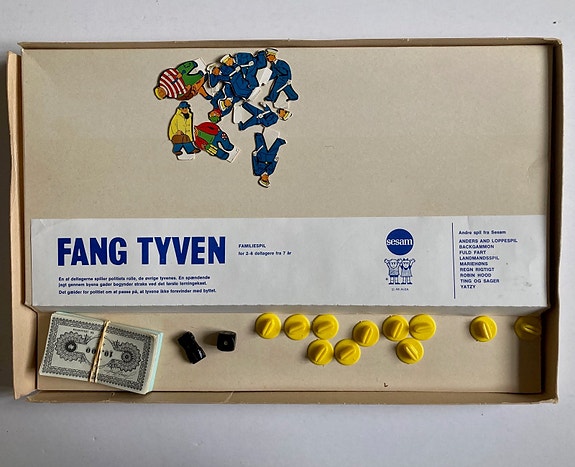 FANG TYVEN
FAMILIESPIL
for 2-6 deltagere fra 7 år
En af deltagerne spiller politiets rolle, de øvrige tyvenes. En spændende
jagt gennem byens gader begynder straks ved det første terningekast.
Det gælder for politiet om at passe på, at tyvene ikke forsvinder med byttet.
sesam
Andre spil fra Sesam
ANDERS AND LOPPESPIL
BACKGAMMON
FULD FART
LANDMANDSSPIL
MARIEHØNS
REGN RIGTIGT
ROBIN HOOD
TING OG SAGER
YATZY